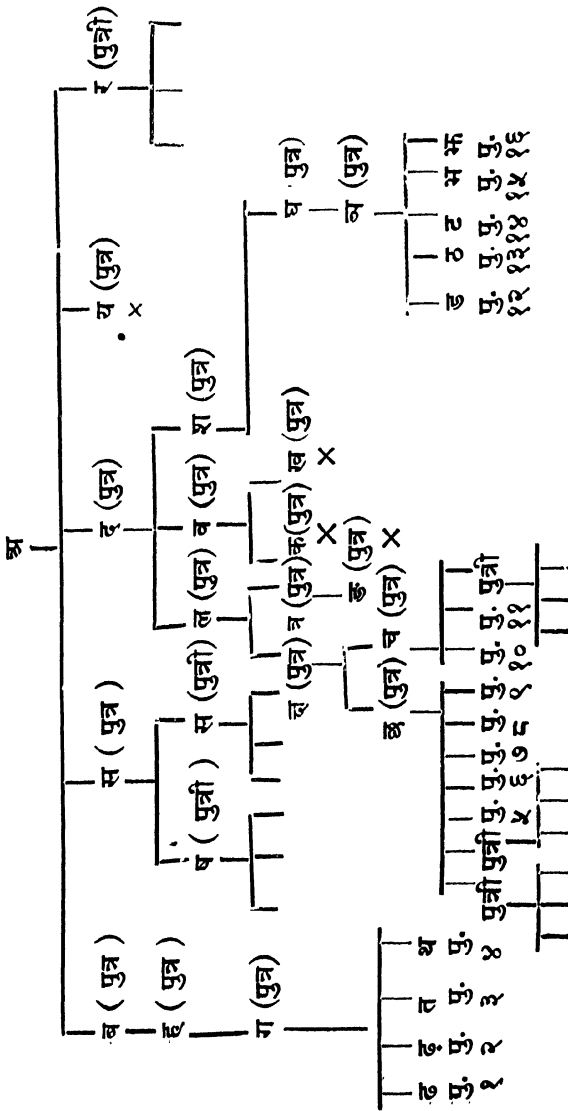 अ
ब (पुत्र) स (पुत्र) द (पुत्र) य (पुत्र) र (पुत्री)
×
ह (पुत्र) ष (पुत्री) स (पुत्री) ल (पुत्र) व (पुत्र) श (पुत्र)
ग (पुत्र) ज्ञ (पुत्र) त्र (पुत्र) क (पुत्र) ख (पुत्र) घ पुत्र)
× ×
छ (पुत्र) च (पुत्र) ङ (पुत्र) ञ (पुत्र)
×
ढ ढ़ त थ पुत्री पुत्री पुं. पुं. पुं. पुं. पुं. पुं. पुं. पुत्री ड ठ ट भ झ
पुं. पुं. पुं. पुं. ५ ६ ७ ८ ९ १० ११ पुं. पुं. पुं. पुं. पुं.
१ २ ३ ४ १२ १३ १४ १५ १६